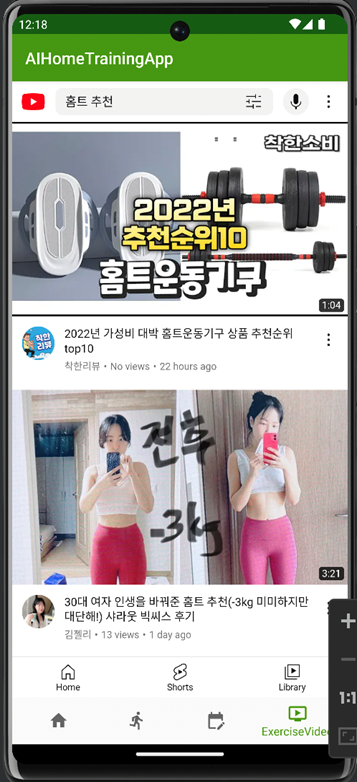 12:18
AIHomeTrainingApp
홈트 추천
착한소비
2022년
추천순위10
홈트운동기구
1:04
착한
리뷰
2022년 가성비 대박 홈트운동기구 상품 추천순위
top10
착한리뷰 • No views • 22 hours ago
전후
-3kg
3:21
30대 여자 인생을 바꿔준 홈트 추천(-3kg 미미하지만
대단해!) 샤라웃 빅씨스 후기
김젤리 • 13 views • 1 day ago
Home
Shorts
Library
ExerciseVideo
1:1